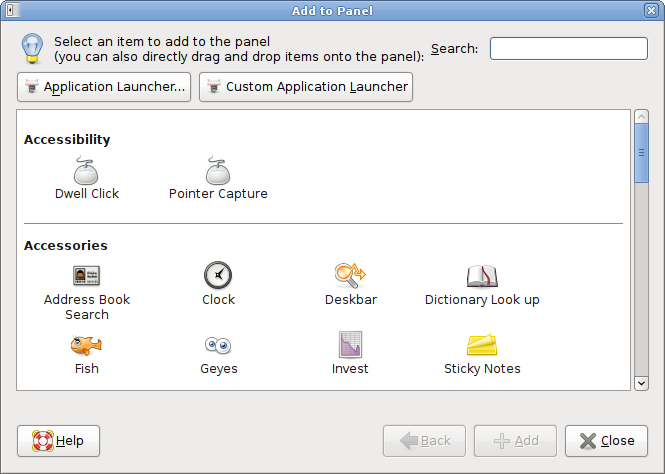 Add to Panel
Select an item to add to the panel
(you can also directly drag and drop items onto the panel):
Search:
Application Launcher...
Custom Application Launcher
Accessibility
Dwell Click
Pointer Capture
Accessories
Address Book
Search
Clock
Deskbar
Dictionary Look up
Fish
Geyes
Invest
Sticky Notes
Help
Back
Add
Close